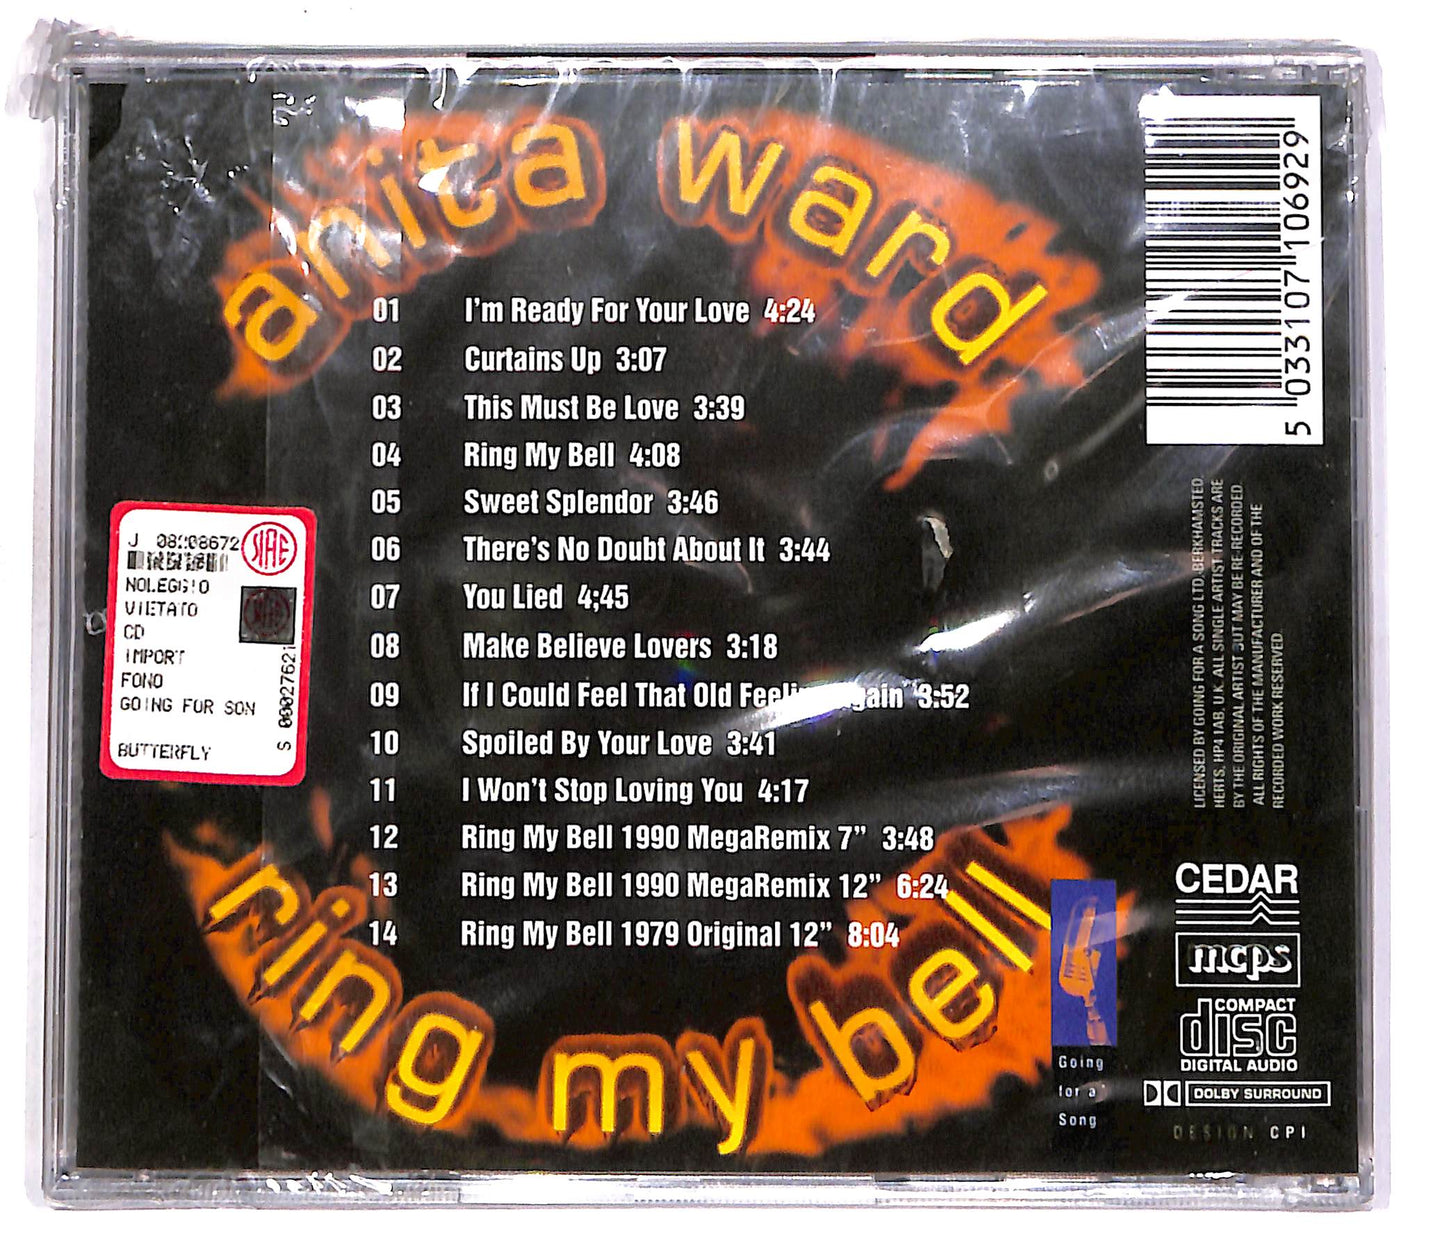 anita ward
01 I'm Ready For Your Love 4:24
02 Curtains Up 3:07
03 This Must Be Love 3:39
04 Ring My Bell 4:08
05 Sweet Splendor 3:46
06 There's No Doubt About It 3:44
07 You Lied 4;45
08 Make Believe Lovers 3:18
09 If I Could Feel That Old 3:52
10 Spoiled By Your Love 3:41
11 I Won't Stop Loving You 4:17
12 Ring My Bell 1990 MegaRemix 7” 3:48
13 Ring My Bell 1990 MegaRemix 12” 6:24
14 Ring My Bell 1979 Original 12” 8:04
ring my bell
SIAE
NOLEGGIO
VIETATO
CD
IMPORT
FONO
GOING FOR SON
BUTTERFLY
5 033107 106929
LICENSED BY GOING FOR A SONG LTD, BERKHAMSTED,
HERTS, HP4 1AB, U.K. ALL SINGLE ARTIST TRACKS ARE
BY THE ORIGINAL ARTIST BUT MAY BE RE-RECORDED.
ALL RIGHTS OF THE MANUFACTURER AND OF THE
RECORDED WORK RESERVED.
CEDAR
mcps
COMPACT
disc
DIGITAL AUDIO
DOLBY SURROUND
DESIGN CPI
Going
for a
Song